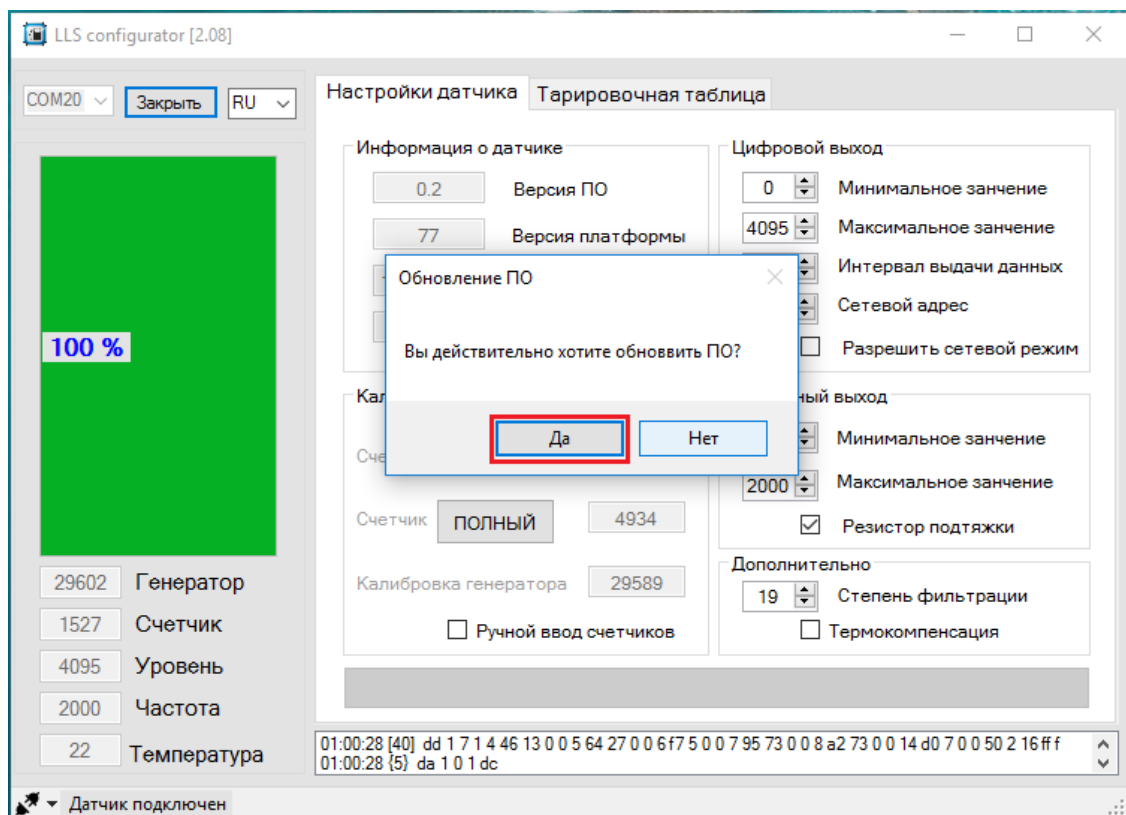 LLS configurator [2.08]
COM20
Закрыть
RU
Настройки датчика
Тарировочная таблица
100 %
29602 Генератор
1527 Счетчик
4095 Уровень
2000 Частота
22 Температура
Информация о датчике
0.2 Версия ПО
77 Версия платформы
Обновление ПО
Вы действительно хотите обноввить ПО?
Да
Нет
Счетчик ПОЛНЫЙ 4934
Калибровка генератора 29589
Ручной ввод счетчиков
Цифровой выход
0 Минимальное занчение
4095 Максимальное занчение
Интервал выдачи данных
Сетевой адрес
Разрешить сетевой режим
выход
Минимальное занчение
2000 Максимальное занчение
Резистор подтяжки
Дополнительно
19 Степень фильтрации
Термокомпенсация
01:00:28 [40] dd 1 7 1 4 46 13 0 0 5 64 27 0 0 6 f7 5 0 0 7 95 73 0 0 8 a2 73 0 0 14 d0 7 0 0 50 2 16 ff f
01:00:28 {5} da 1 0 1 dc
Датчик подключен